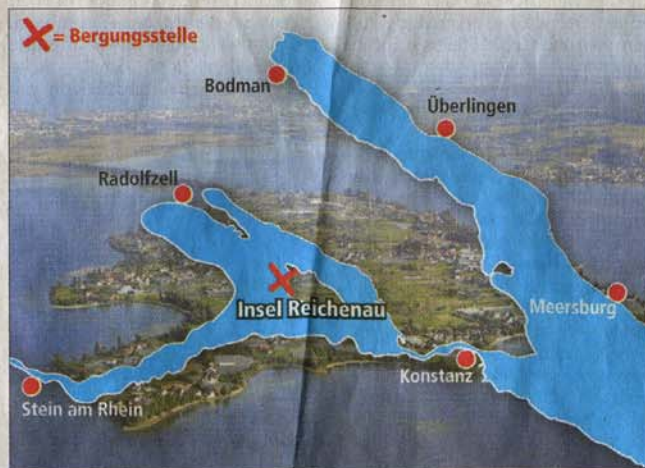 X = Bergungsstelle
Bodman
Überlingen
Radolfzell
Insel Reichenau
Meersburg
Konstanz
Stein am Rhein